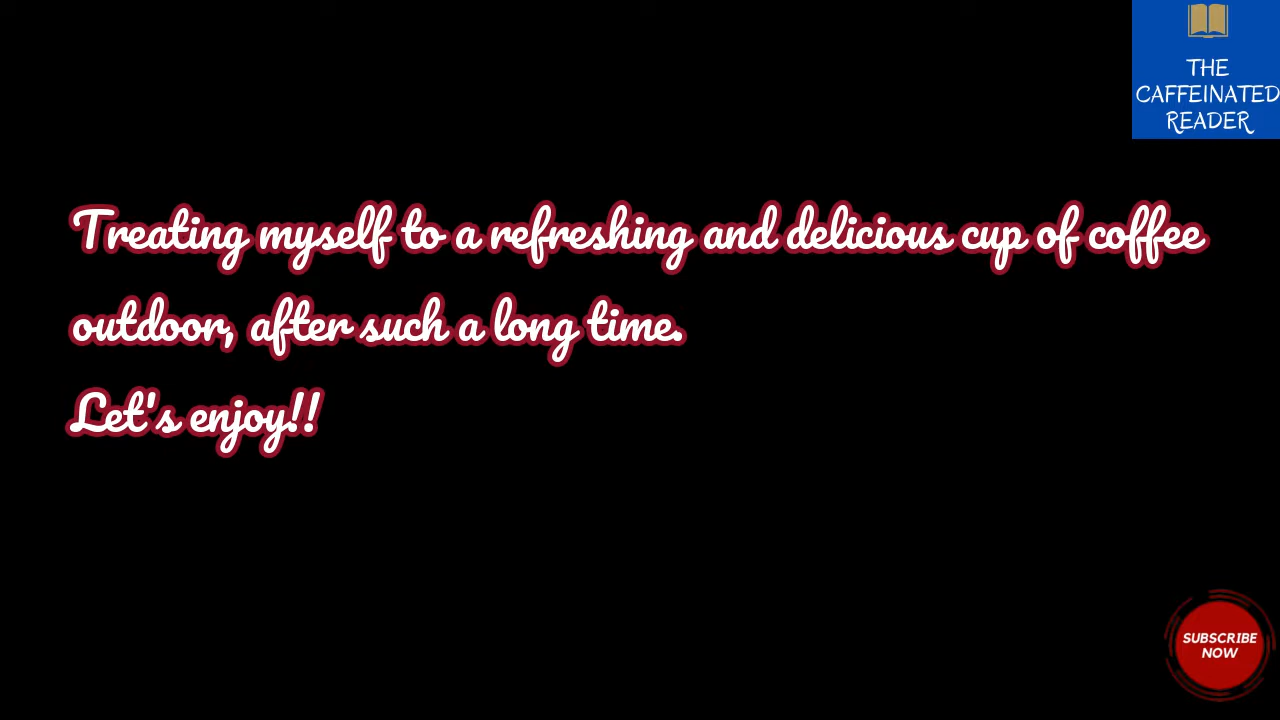 THE
CAFFEINATED
READER
Treating myself to a refreshing and delicious cup of coffee
outdoor, after such a long time.
Let's enjoy!!
SUBSCRIBE
NOW